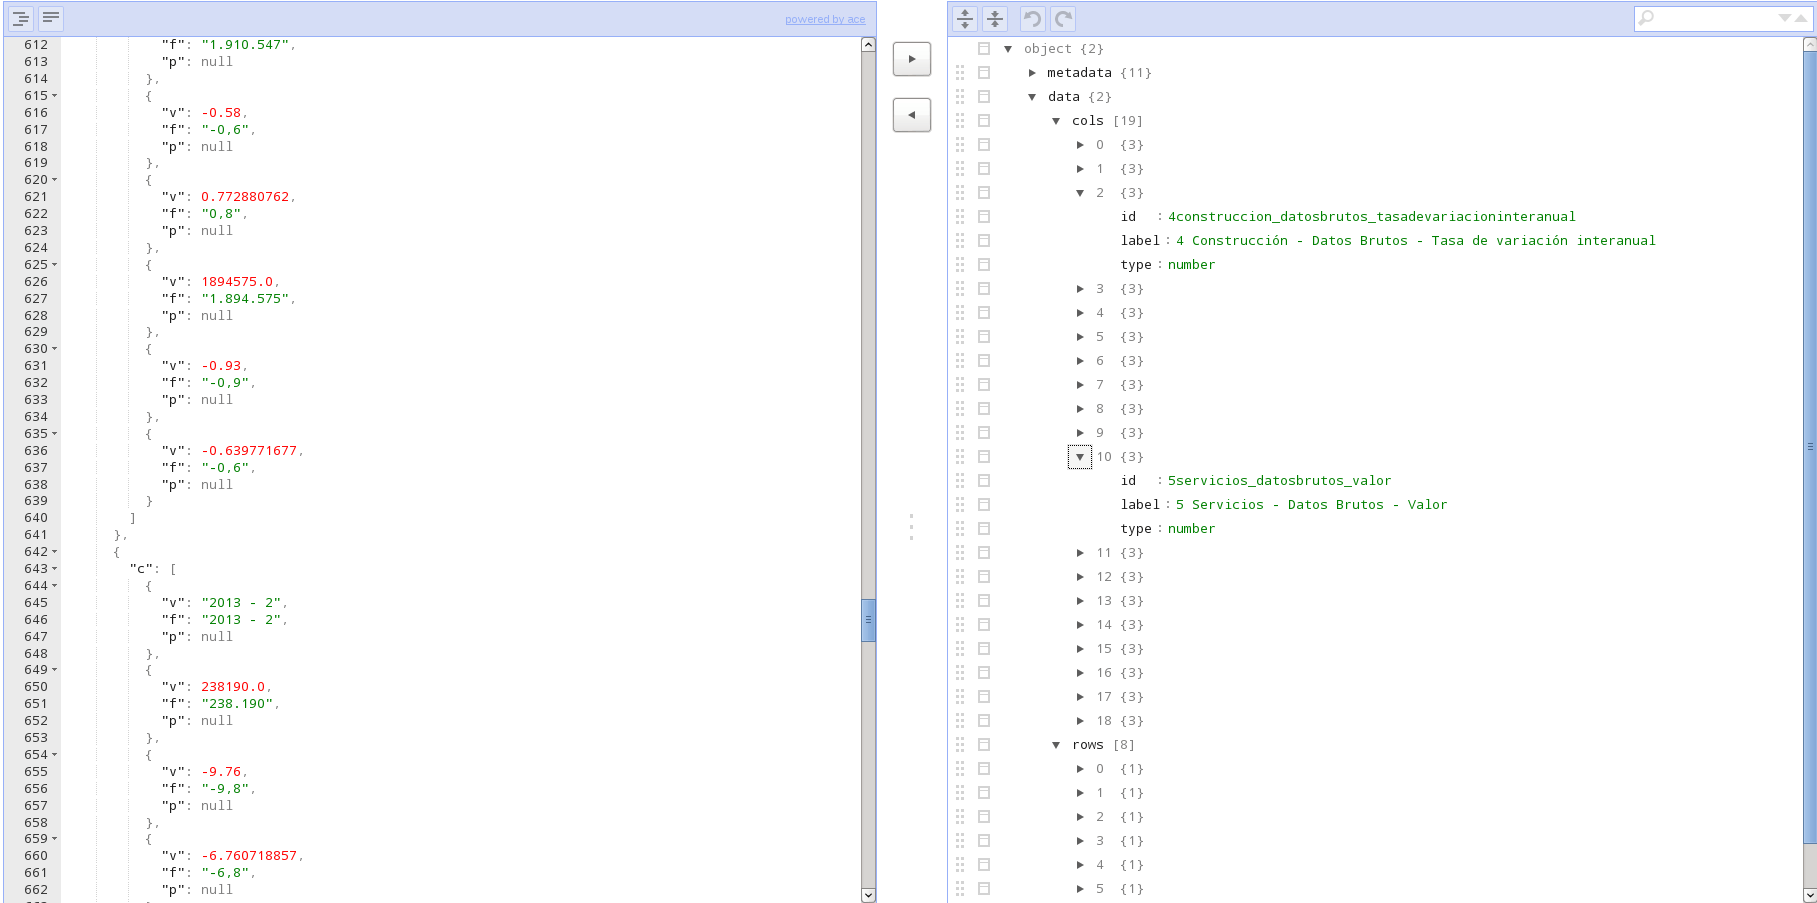 powered by ace
612 "f": "1.910.547",
613 "p": null
614 },
615 {
616 "v": -0.58,
617 "f": "-0,6",
618 "p": null
619 },
620 {
621 "v": 0.772880762,
622 "f": "0,8",
623 "p": null
624 },
625 {
626 "v": 1894575.0,
627 "f": "1.894.575",
628 "p": null
629 },
630 {
631 "v": -0.93,
632 "f": "-0,9",
633 "p": null
634 },
635 {
636 "v": -0.639771677,
637 "f": "-0,6",
638 "p": null
639 }
640 ]
641 },
642 {
643 "c": [
644 {
645 "v": "2013 - 2",
646 "f": "2013 - 2",
647 "p": null
648 },
649 {
650 "v": 238190.0,
651 "f": "238.190",
652 "p": null
653 },
654 {
655 "v": -9.76,
656 "f": "-9,8",
657 "p": null
658 },
659 {
660 "v": -6.760718857,
661 "f": "-6,8",
662 "p": null
object {2}
metadata {11}
data {2}
cols [19]
0 {3}
1 {3}
2 {3}
id : 4construccion_datosbrutos_tasadevariacioninteranual
label : 4 Construcción - Datos Brutos - Tasa de variación interanual
type : number
3 {3}
4 {3}
5 {3}
6 {3}
7 {3}
8 {3}
9 {3}
10 {3}
id : 5servicios_datosbrutos_valor
label : 5 Servicios - Datos Brutos - Valor
type : number
11 {3}
12 {3}
13 {3}
14 {3}
15 {3}
16 {3}
17 {3}
18 {3}
rows [8]
0 {1}
1 {1}
2 {1}
3 {1}
4 {1}
5 {1}